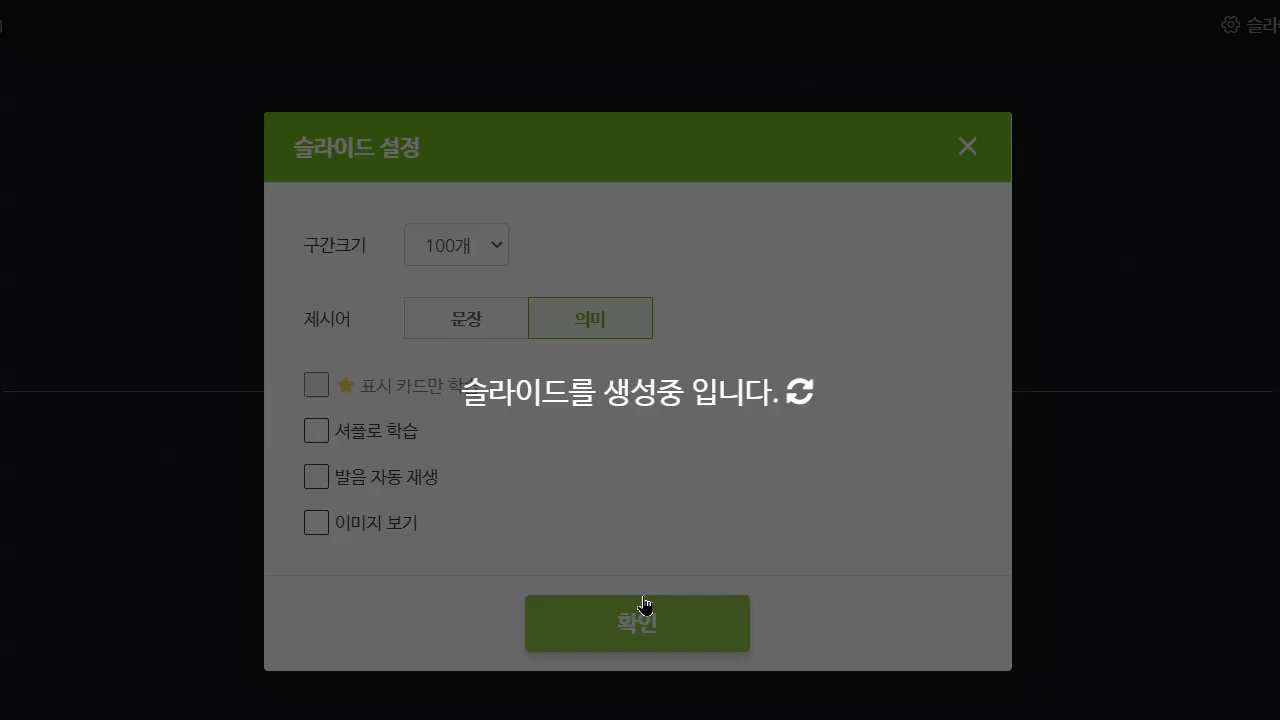 슬라
슬라이드 설정
구간크기 100개
제시어 문장 의미
표시 카드만
슬라이드를 생성중 입니다.
셔플로 학습
발음 자동 재생
이미지 보기
확인